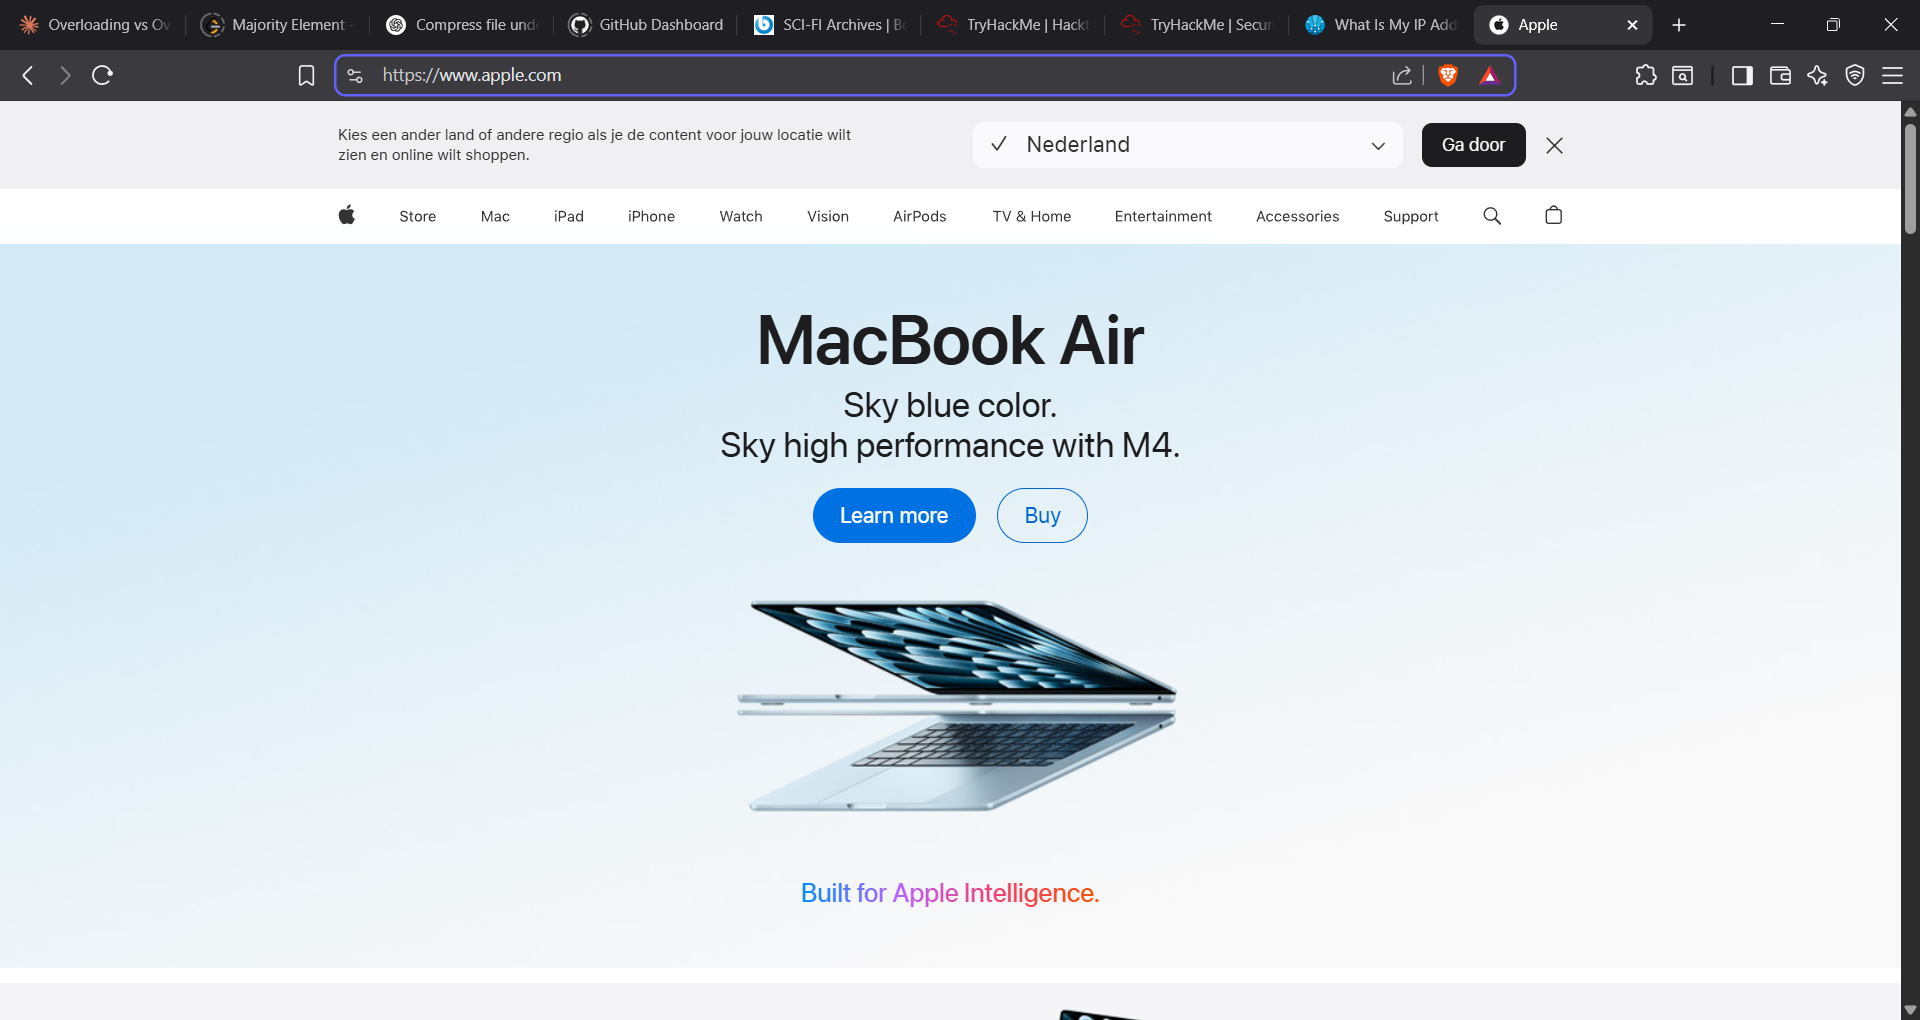 Overloading vs Ov
Majority Element -
Compress file und
GitHub Dashboard
SCI-FI Archives | Bo
TryHackMe | Hackt
TryHackMe | Secur
What Is My IP Add
Apple
https://www.apple.com
Kies een ander land of andere regio als je de content voor jouw locatie wilt
zien en online wilt shoppen.
Nederland
Ga door
Store Mac iPad iPhone Watch Vision AirPods TV & Home Entertainment Accessories Support
MacBook Air
Sky blue color.
Sky high performance with M4.
Learn more Buy
Built for Apple Intelligence.